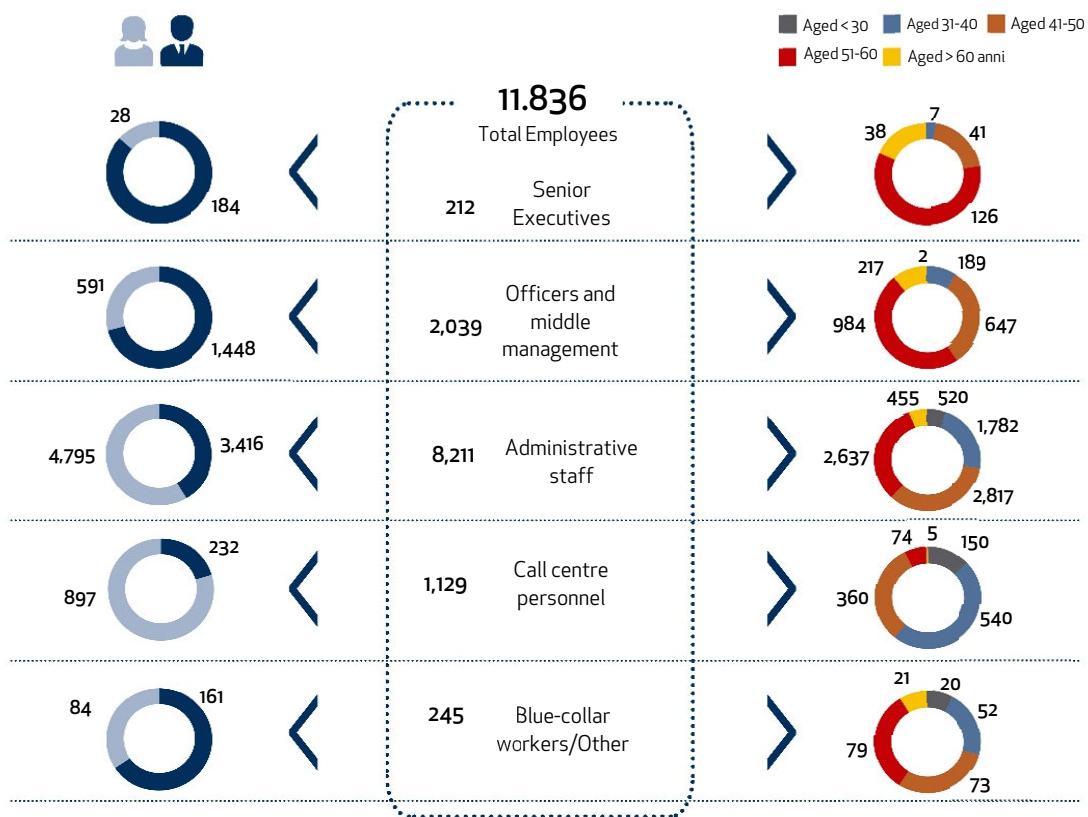 Aged < 30 Aged 31-40 Aged 41-50
Aged 51-60 Aged > 60 anni
11.836
Total Employees
28
184
212
Senior
Executives
7
38
41
126
591
1,448
2,039
Officers and
middle
management
2
189
217
984
647
4,795
3,416
8,211
Administrative
staff
455
520
1,782
2,637
2,817
232
897
1,129
Call centre
personnel
74
5
150
360
540
84
161
245
Blue-collar
workers/Other
21
20
52
79
73